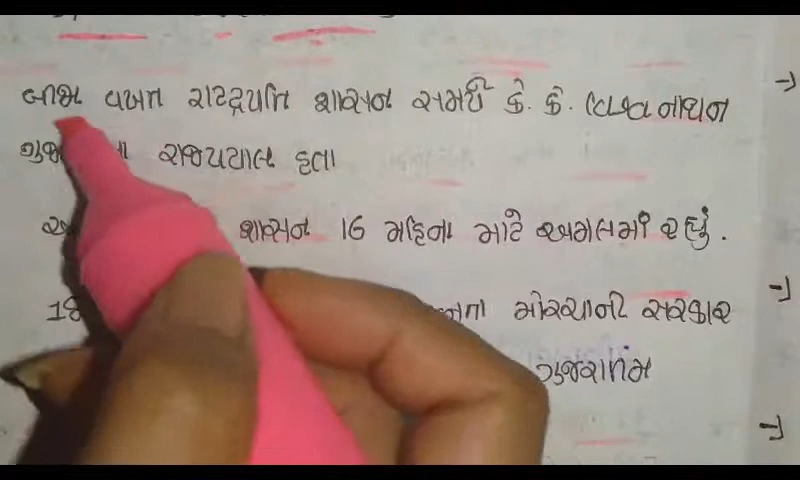 બીજી વખત રાષ્ટ્રપતિ શાસન સમયે કે. કે. વિશ્વનાથન
રાજ્યપાલ હતા
શાસન 16 મહિના માટે અમલમાં રહ્યું.
મોરચાની સરકાર
ગુજરાતમાં